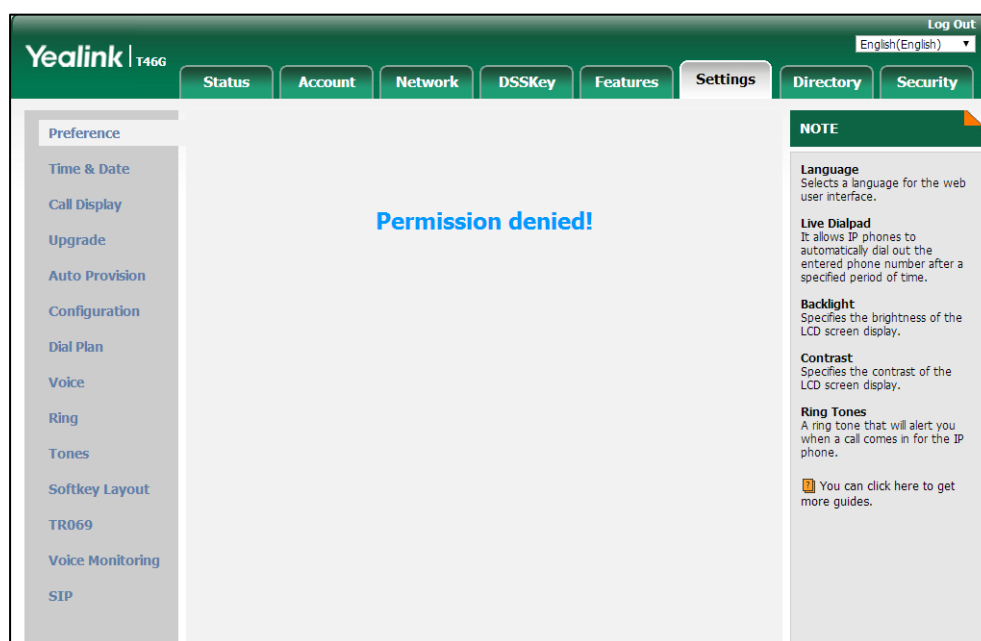 Log Out
Yealink | T46G
English(English)
Status
Account
Network
DSSKey
Features
Settings
Directory
Security
Preference
Time & Date
Call Display
Upgrade
Auto Provision
Configuration
Dial Plan
Voice
Ring
Tones
Softkey Layout
TR069
Voice Monitoring
SIP
Permission denied!
NOTE
Language
Selects a language for the web
user interface.
Live Dialpad
It allows IP phones to
automatically dial out the
entered phone number after a
specified period of time.
Backlight
Specifies the brightness of the
LCD screen display.
Contrast
Specifies the contrast of the
LCD screen display.
Ring Tones
A ring tone that will alert you
when a call comes in for the IP
phone.
? You can click here to get
more guides.